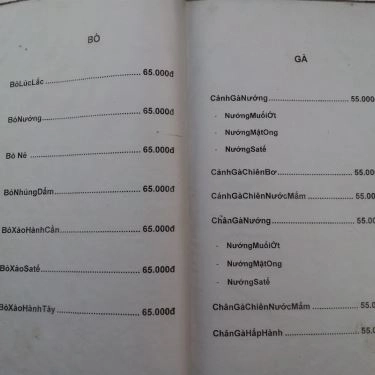 BÒ
BòLúcLắc 65.000đ
BòNướng 65.000đ
Bò Né 65.000đ
BòNhúngDấm 65.000đ
BòXàoHànhCần 65.000đ
BòXàoSatế 65.000đ
BòXàoHànhTây 65.000đ
GÀ
CánhGàNướng 55.000
- NướngMuốiỚt
- NướngMậtOng
- NướngSatế
CánhGàChiênBơ 55.00
CánhGàChiênNướcMắm 55.00
ChânGàNướng 55.000
- NướngMuốiỚt
- NướngMậtOng
- NướngSatế
ChânGàChiênNướcMắm 55.0
ChânGàHấpHành 55.0